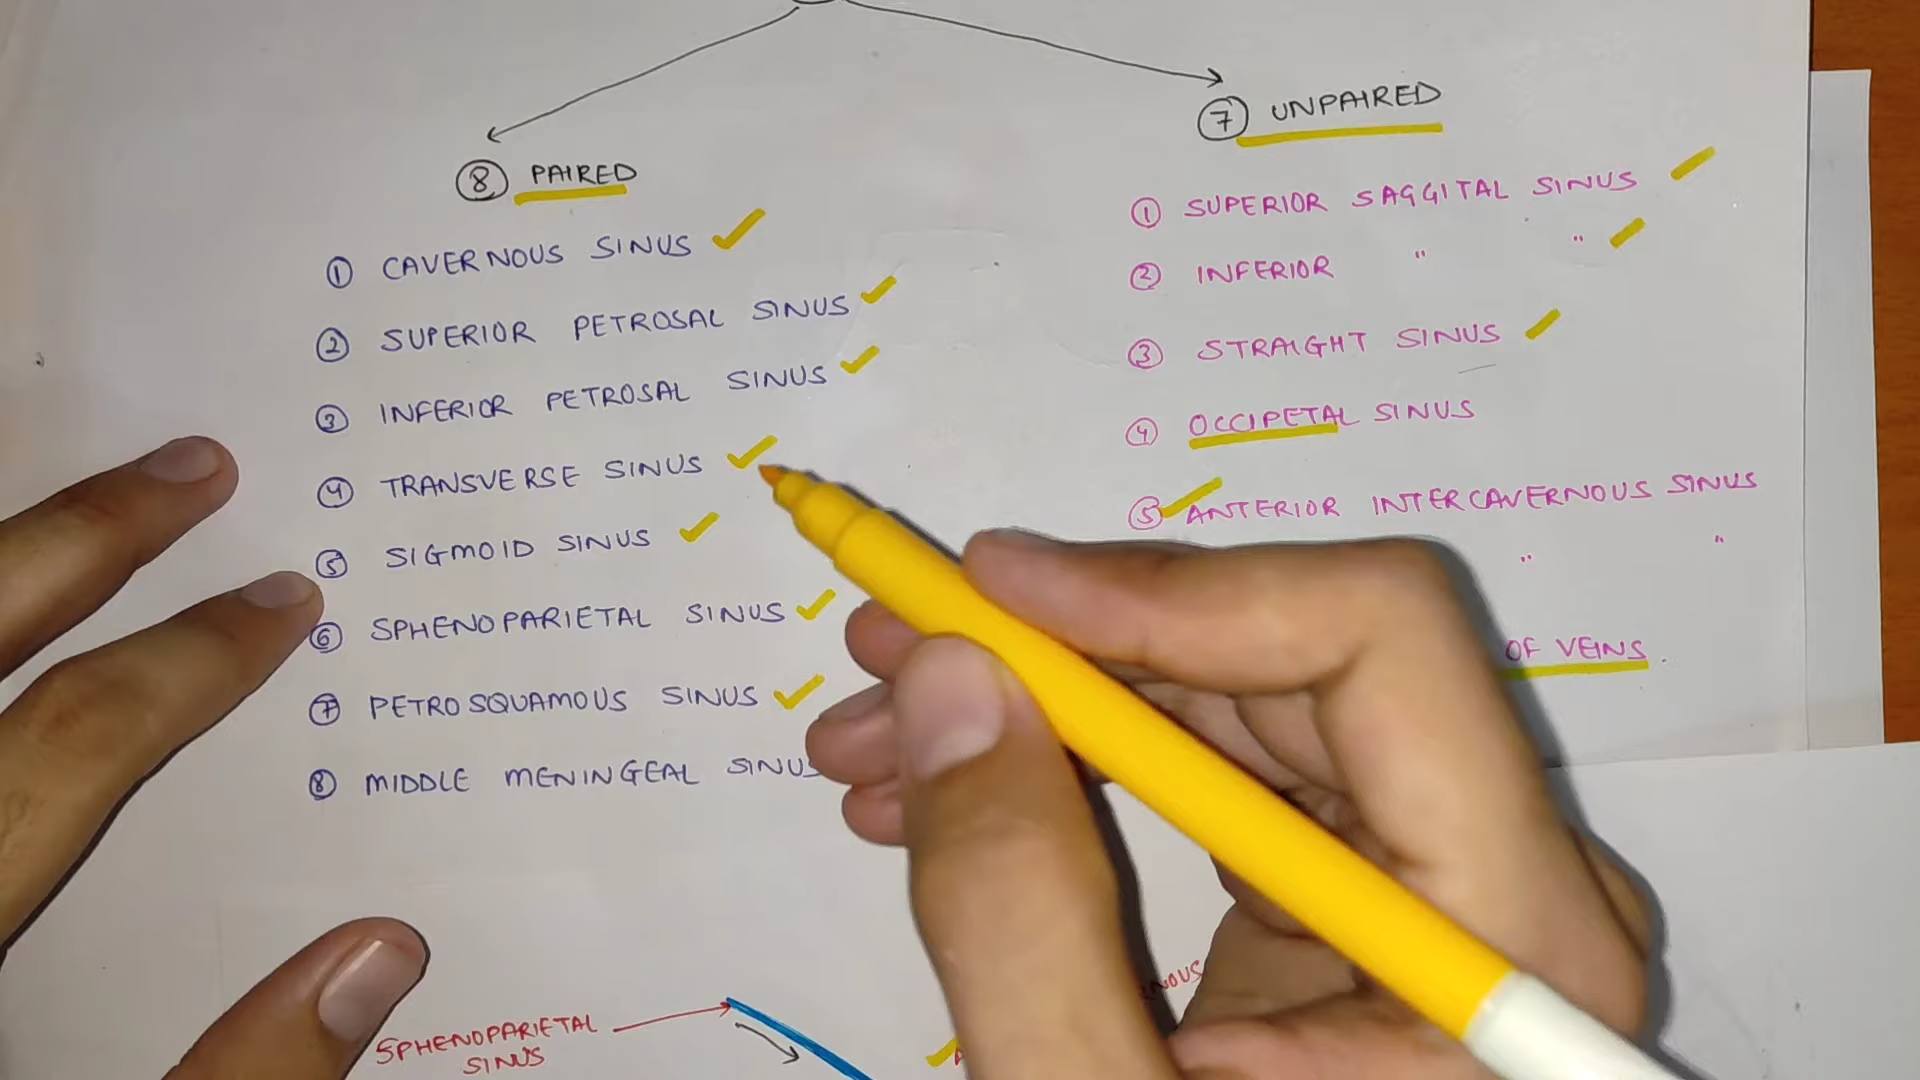 8 PAIRED
1 CAVERNOUS SINUS
2 SUPERIOR PETROSAL SINUS
3 INFERIOR PETROSAL SINUS
4 TRANSVERSE SINUS
5 SIGMOID SINUS
6 SPHENOPARIETAL SINUS
7 PETROSQUAMOUS SINUS
8 MIDDLE MENINGEAL SINUS
7 UNPAIRED
1 SUPERIOR SAGGITAL SINUS
2 INFERIOR " "
3 STRAIGHT SINUS
4 OCCIPETAL SINUS
5 ANTERIOR INTERCAVERNOUS SINUS
" "
OF VEINS.
SPHENOPARIETAL
SINUS